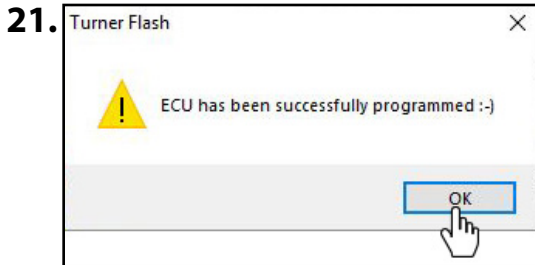 21.
Turner Flash
ECU has been successfully programmed :-)
OK